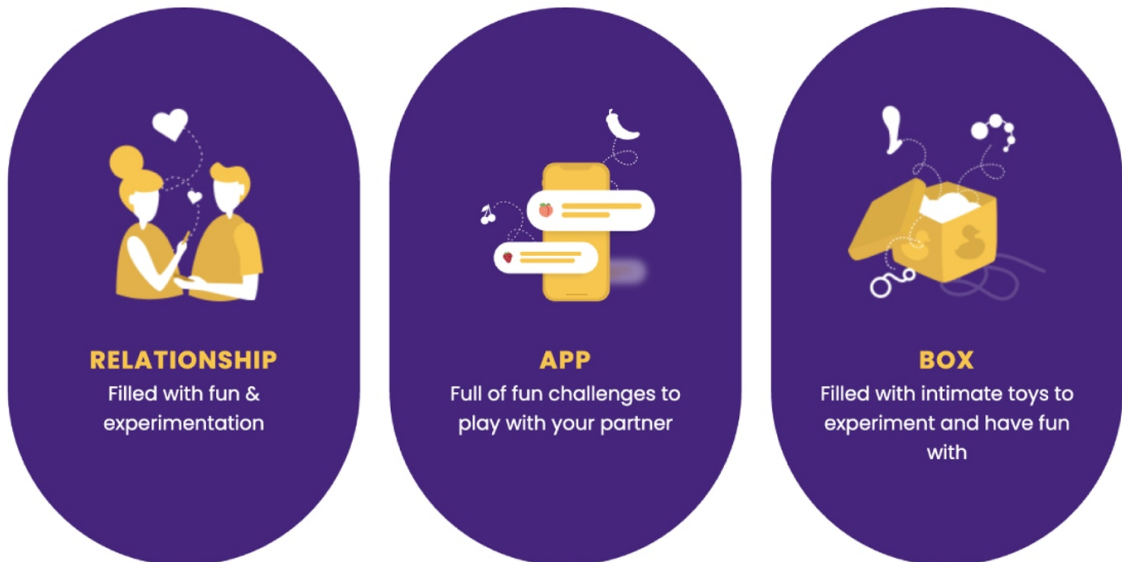 RELATIONSHIP
Filled with fun &
experimentation
APP
Full of fun challenges to
play with your partner
BOX
Filled with intimate toys to
experiment and have fun
with